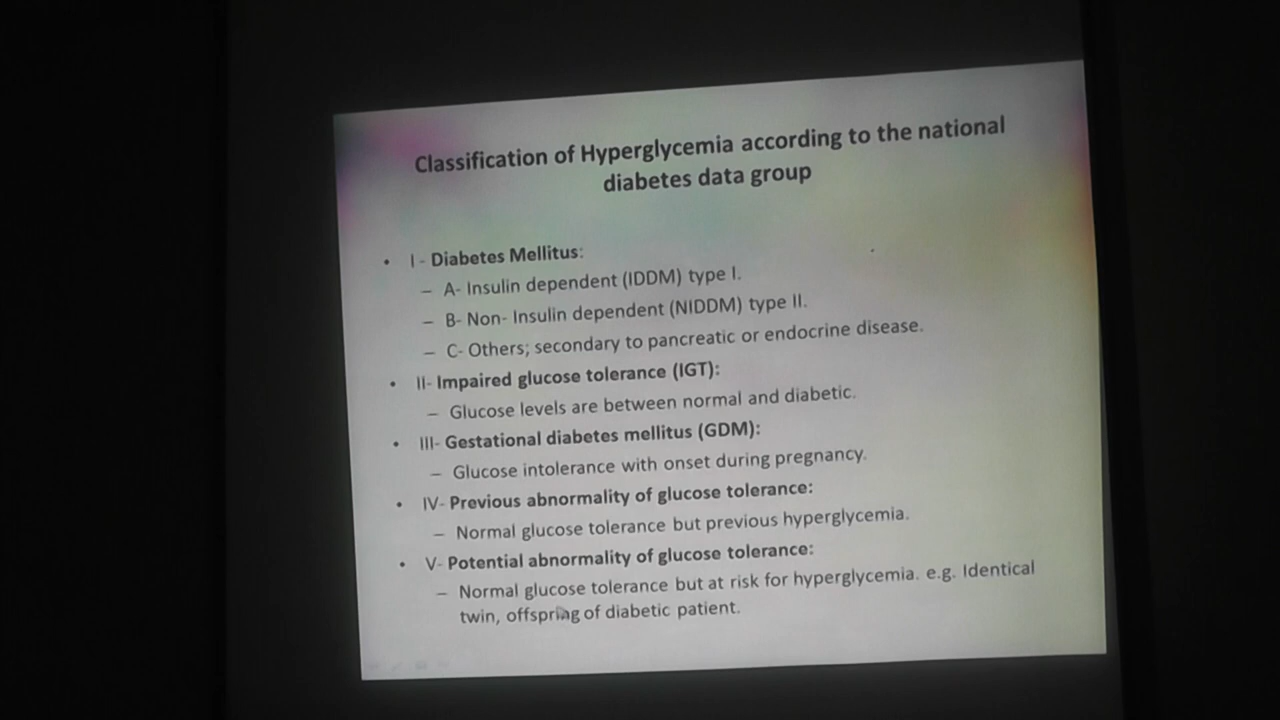 Classification of Hyperglycemia according to the national
diabetes data group
• I - Diabetes Mellitus:
– A- Insulin dependent (IDDM) type I.
– B- Non- Insulin dependent (NIDDM) type II.
– C- Others; secondary to pancreatic or endocrine disease.
• II- Impaired glucose tolerance (IGT):
– Glucose levels are between normal and diabetic.
• III- Gestational diabetes mellitus (GDM):
– Glucose intolerance with onset during pregnancy.
• IV- Previous abnormality of glucose tolerance:
– Normal glucose tolerance but previous hyperglycemia.
• V- Potential abnormality of glucose tolerance:
– Normal glucose tolerance but at risk for hyperglycemia. e.g. Identical
twin, offspring of diabetic patient.